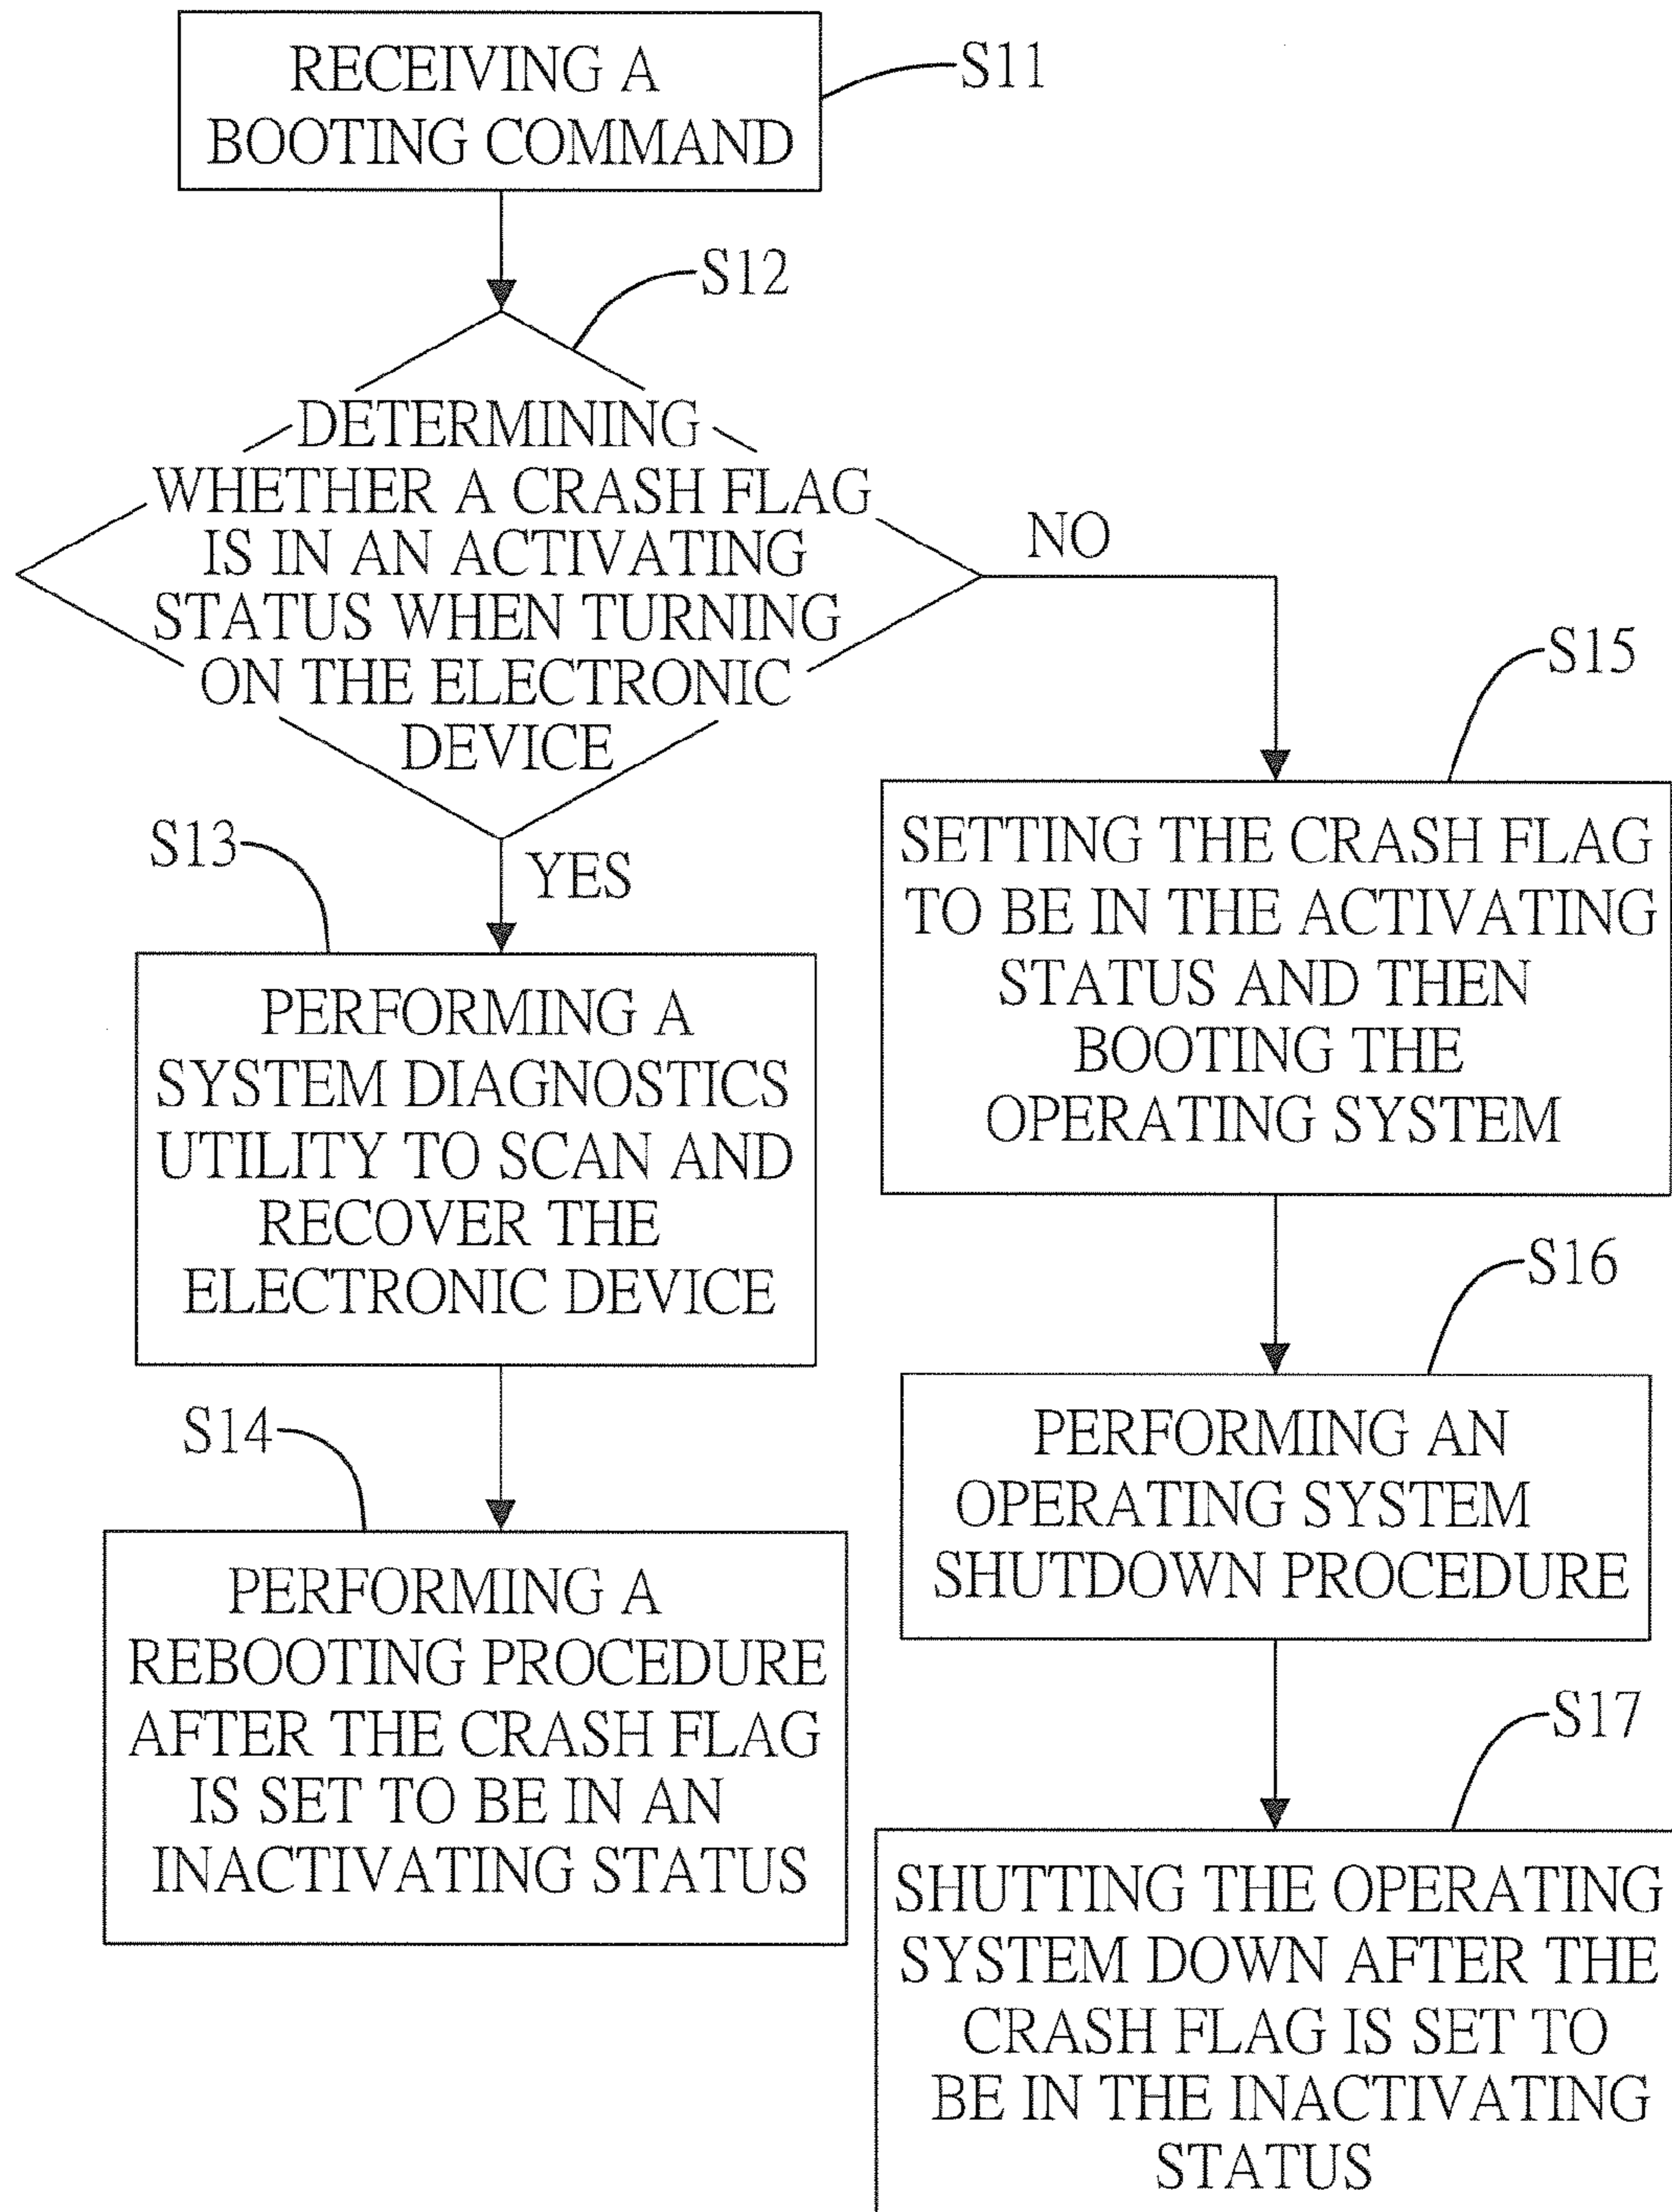 RECEIVING A
BOOTING COMMAND
S11
S12
DETERMINING
WHETHER A CRASH FLAG
IS IN AN ACTIVATING
STATUS WHEN TURNING
ON THE ELECTRONIC
DEVICE
NO
YES
S13
PERFORMING A
SYSTEM DIAGNOSTICS
UTILITY TO SCAN AND
RECOVER THE
ELECTRONIC DEVICE
S14
PERFORMING A
REBOOTING PROCEDURE
AFTER THE CRASH FLAG
IS SET TO BE IN AN
INACTIVATING STATUS
S15
SETTING THE CRASH FLAG
TO BE IN THE ACTIVATING
STATUS AND THEN
BOOTING THE
OPERATING SYSTEM
S16
PERFORMING AN
OPERATING SYSTEM
SHUTDOWN PROCEDURE
S17
SHUTTING THE OPERATING
SYSTEM DOWN AFTER THE
CRASH FLAG IS SET TO
BE IN THE INACTIVATING
STATUS